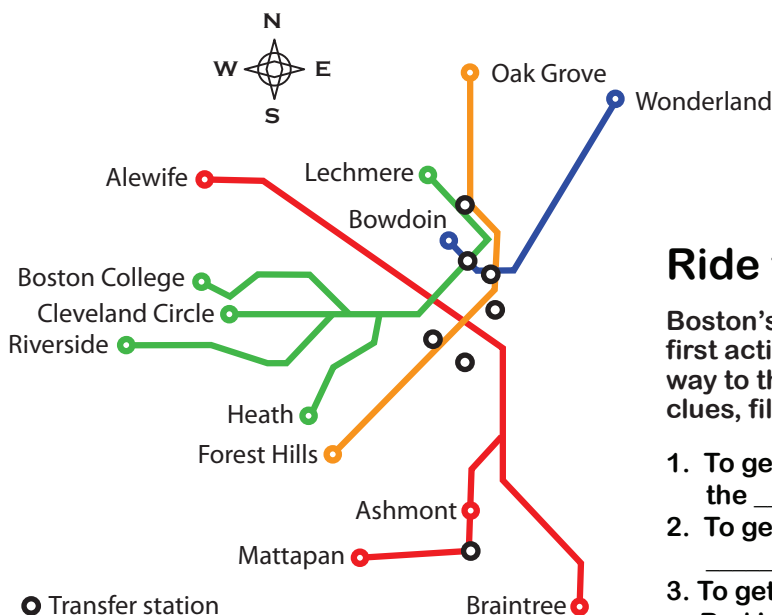 N
W E
S
Oak Grove
Wonderland
Alewife
Lechmere
Bowdoin
Boston College
Cleveland Circle
Riverside
Heath
Forest Hills
Ashmont
Mattapan
Braintree
Transfer station
Ride
Boston's
first acti
way to th
clues, fil
1. To ge
the __
2. To ge
_____
3. To get